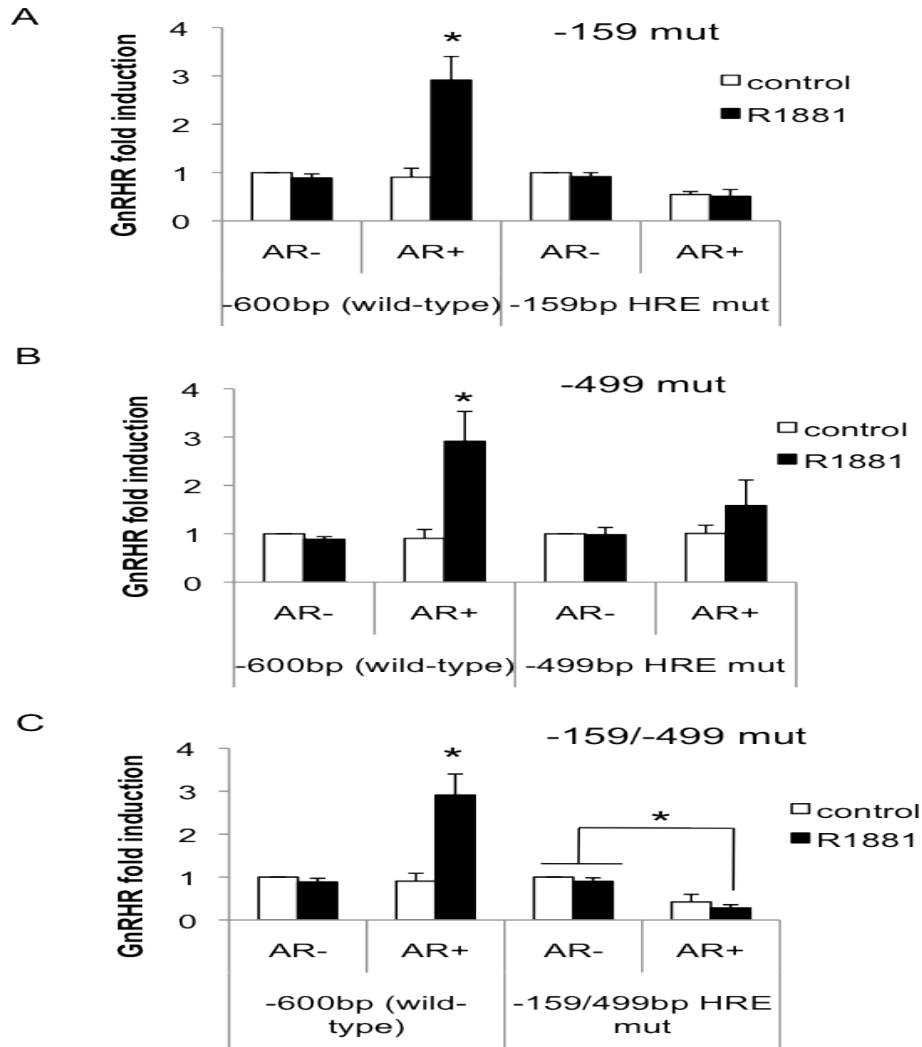 A
-159 mut
GnRHR fold induction
4
3
2
1
0
*
control
R1881
AR- AR+ AR- AR+
-600bp (wild-type) -159bp HRE mut
B
-499 mut
GnRHR fold induction
4
3
2
1
0
*
control
R1881
AR- AR+ AR- AR+
-600bp (wild-type) -499bp HRE mut
C
-159/-499 mut
GnRHR fold induction
4
3
2
1
0
*
*
control
R1881
AR- AR+ AR- AR+
-600bp (wild- -159/499bp HRE
type) mut